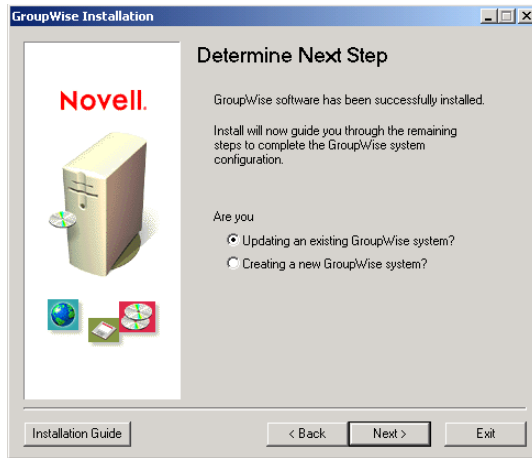 GroupWise Installation
Novell.
Determine Next Step
GroupWise software has been successfully installed.
Install will now guide you through the remaining
steps to complete the GroupWise system
configuration.
Are you
Updating an existing GroupWise system?
Creating a new GroupWise system?
Installation Guide
< Back
Next >
Exit